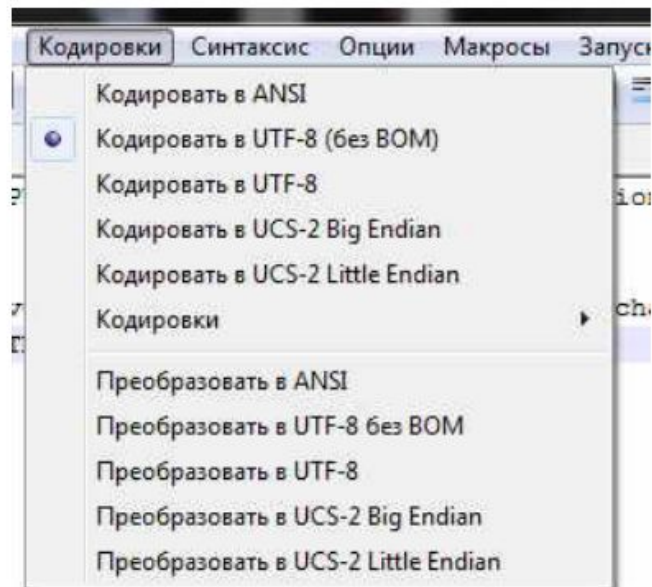 Кодировки Синтаксис Опции Макросы
Кодировать в ANSI
Кодировать в UTF-8 (без BOM)
Кодировать в UTF-8
Кодировать в UCS-2 Big Endian
Кодировать в UCS-2 Little Endian
Кодировки
Преобразовать в ANSI
Преобразовать в UTF-8 без BOM
Преобразовать в UTF-8
Преобразовать в UCS-2 Big Endian
Преобразовать в UCS-2 Little Endian